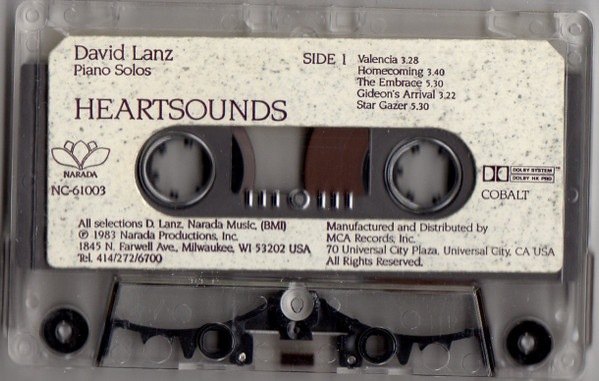 David Lanz
Piano Solos
SIDE 1
Valencia 3.28
Homecoming 3.40
The Embrace 5.30
Gideon's Arrival 3.22
Star Gazer 5.30
HEARTSOUNDS
NARADA
NC-61003
DOLBY SYSTEM
DOLBY HX PRO
COBALT
All selections D. Lanz, Narada Music, (BMI)
℗ 1983 Narada Productions, Inc.
1845 N. Farwell Ave., Milwaukee, WI 53202 USA
Tel. 414/272/6700
Manufactured and Distributed by
MCA Records, Inc.
70 Universal City Plaza, Universal City, CA USA
All Rights Reserved.